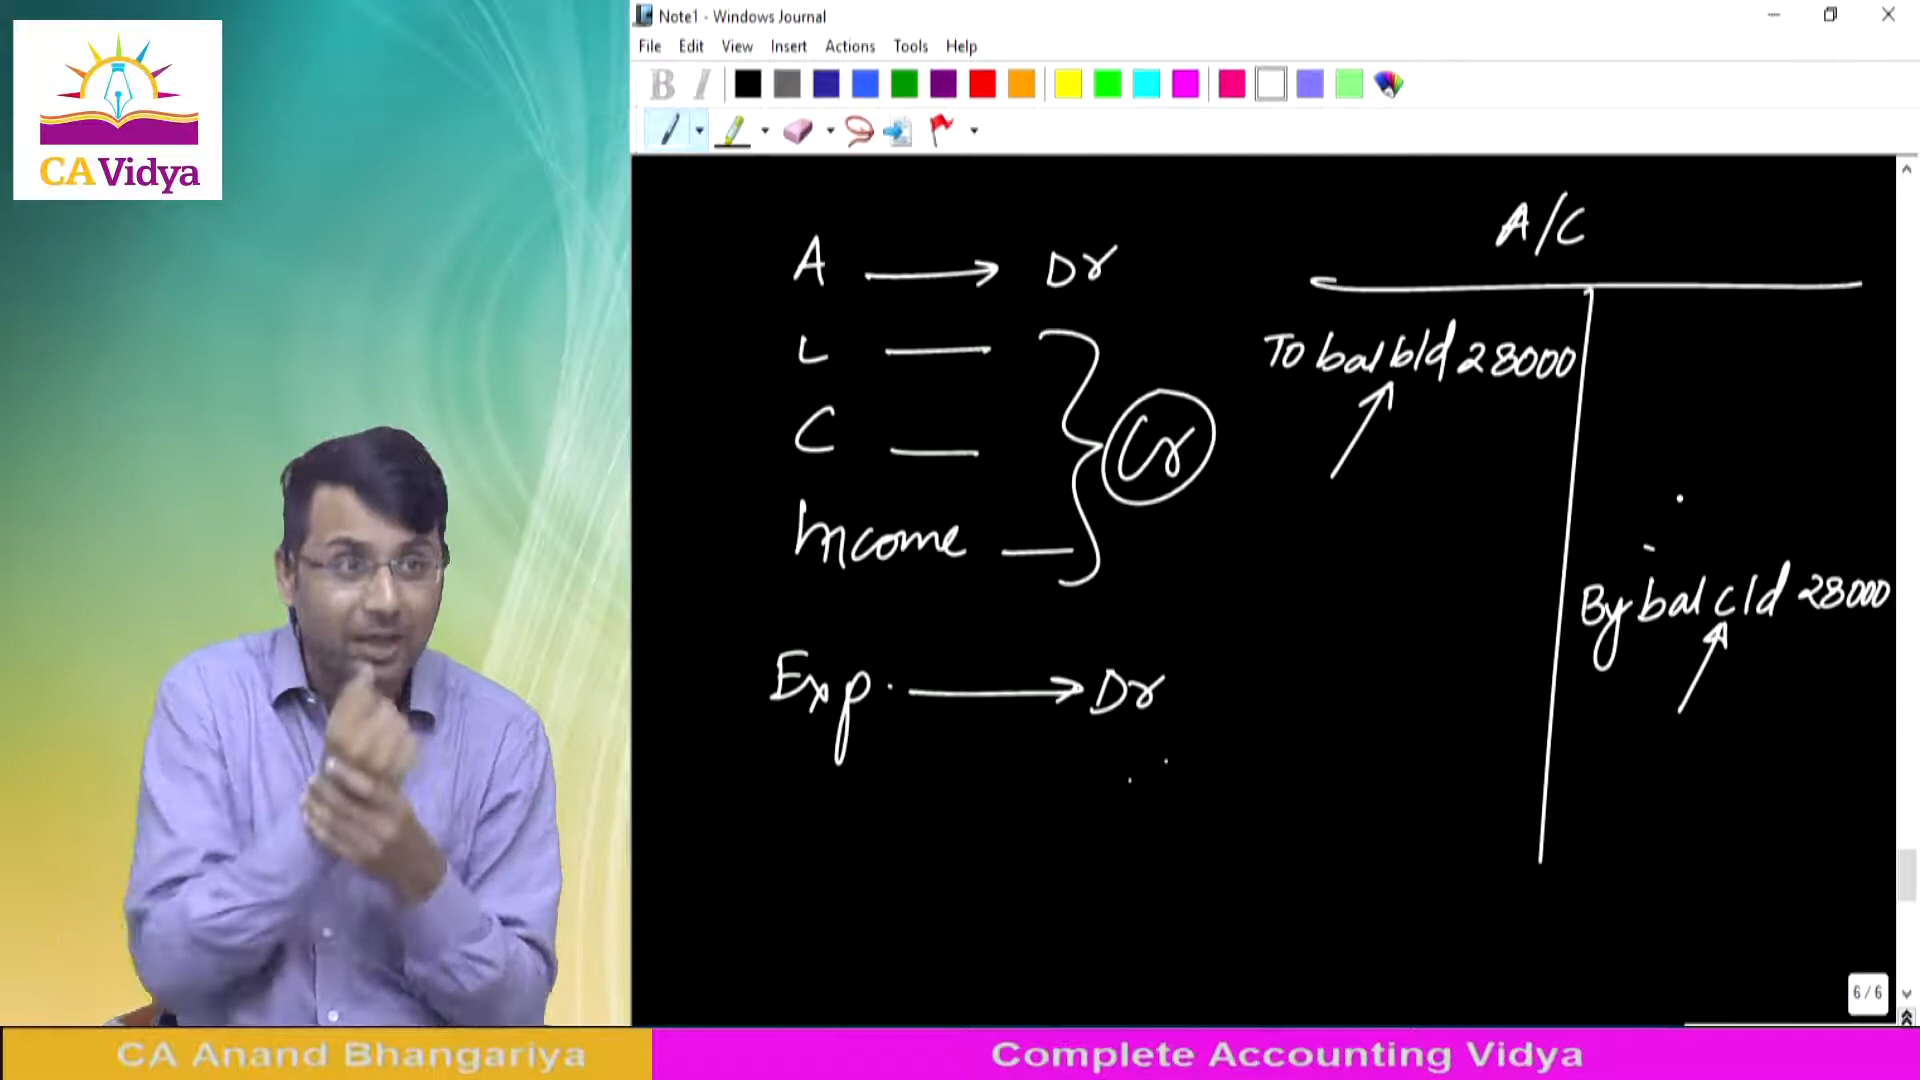 CA Vidya
Note1 - Windows Journal
File Edit View Insert Actions Tools Help
B I
A → Dr
L —
C —
Income —
Cr
Exp. → Dr
A/C
To bal b/d 28000
By bal c/d 28000
6 / 6
CA Anand Bhangariya
Complete Accounting Vidya